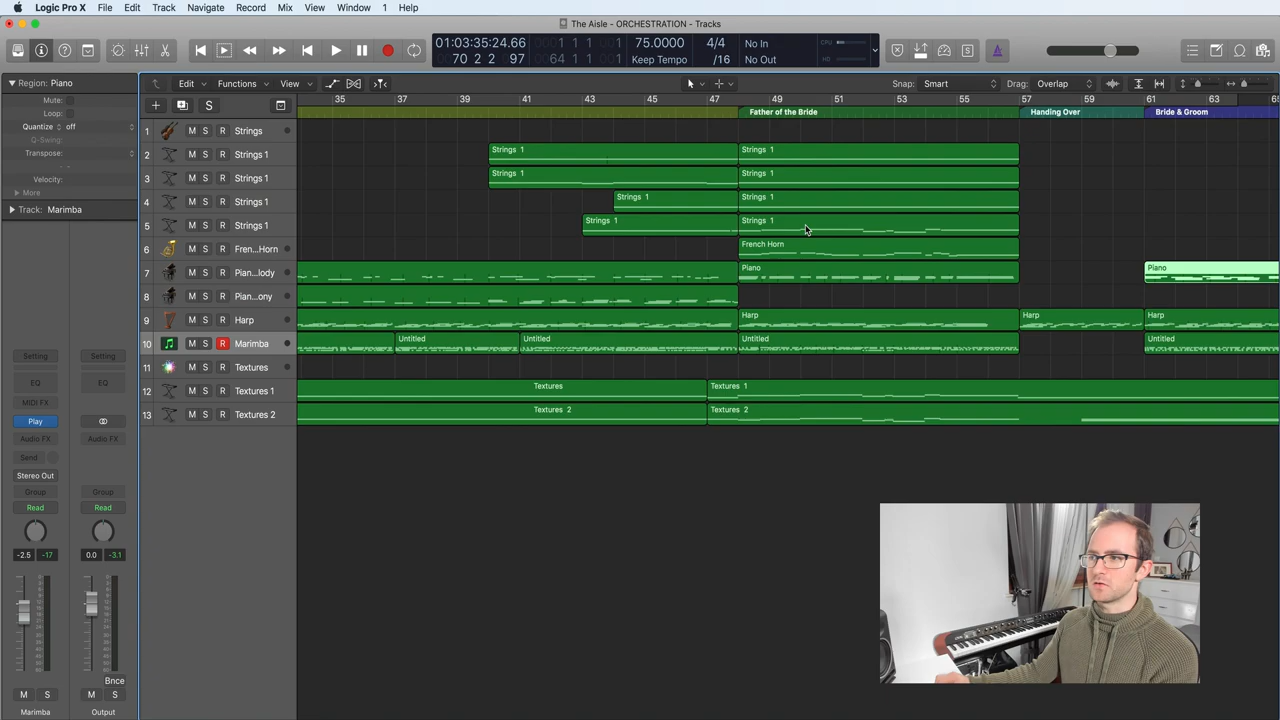 Logic Pro X File Edit Track Navigate Record Mix View Window 1 Help
The Aisle - ORCHESTRATION - Tracks
01:03:35:24.66 75.0000 4/4 No In CPU
70 2 2 97 Keep Tempo /16 No Out HD
Region: Piano Edit Functions View Snap: Smart Drag: Overlap
Mute:
Loop:
Quantize off
Q-Swing:
Transpose:
Velocity:
More
Track: Marimba
35 37 39 41 43 45 47 49 51 53 55 57 59 61 63 65
Father of the Bride Handing Over Bride & Groom
1 M S R Strings
2 M S R Strings 1 Strings 1 Strings 1
3 M S R Strings 1 Strings 1 Strings 1
4 M S R Strings 1 Strings 1 Strings 1
5 M S R Strings 1 Strings 1 Strings 1
6 M S R Fren...Horn French Horn
7 M S R Pian...lody Piano Piano
8 M S R Pian...ony
9 M S R Harp Harp Harp Harp
10 M S R Marimba Untitled Untitled Untitled Untitled
11 M S R Textures
12 M S R Textures 1 Textures Textures 1
13 M S R Textures 2 Textures 2 Textures 2
Setting Setting
EQ EQ
MIDI FX
Play
Audio FX Audio FX
Send
Stereo Out
Group Group
Read Read
-2.5 -17 0.0 -3.1
Bnce
M S M S
Marimba Output